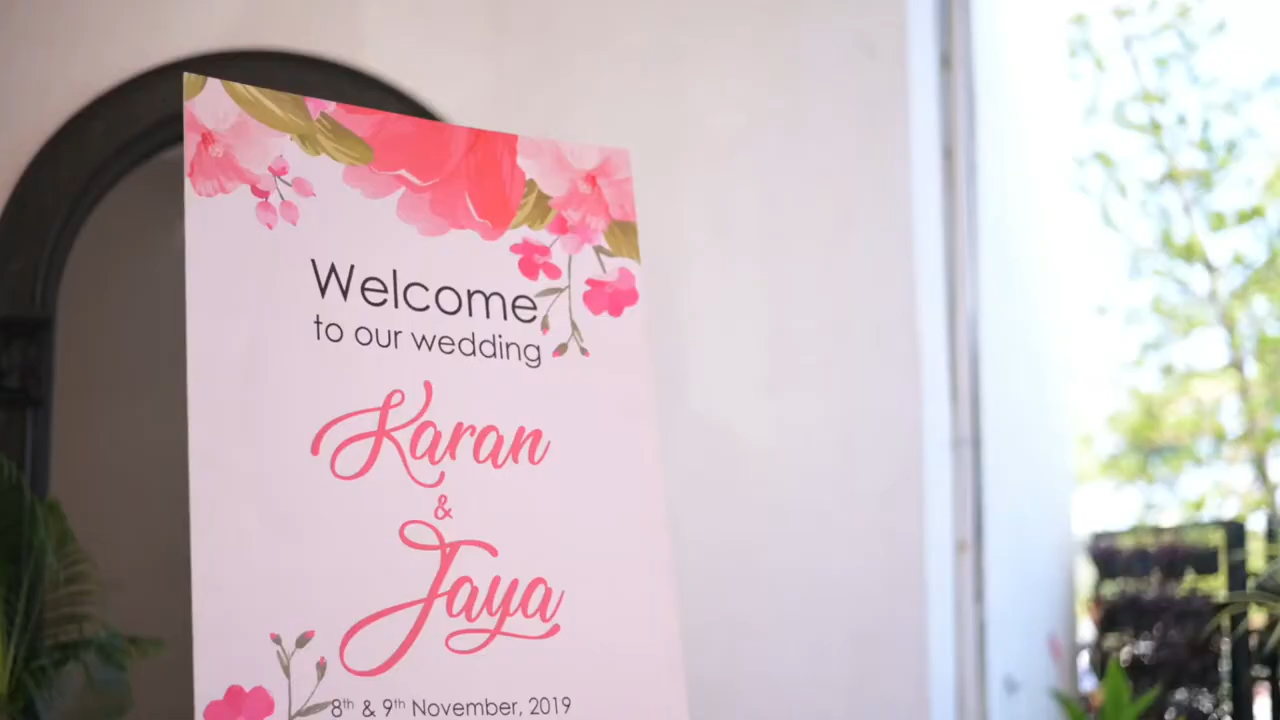 Welcome
to our wedding
Karan
&
Jaya
8th & 9th November, 2019